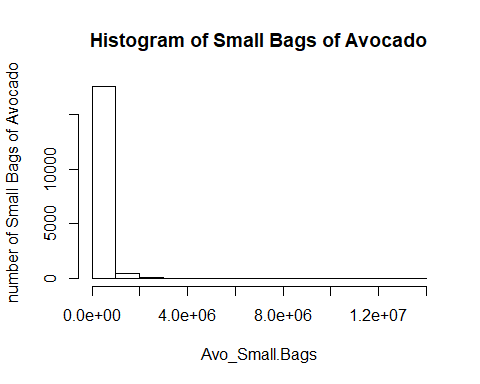 Histogram of Small Bags of Avocado
number of Small Bags of Avocado
10000
5000
0
0.0e+00 4.0e+06 8.0e+06 1.2e+07
Avo_Small.Bags